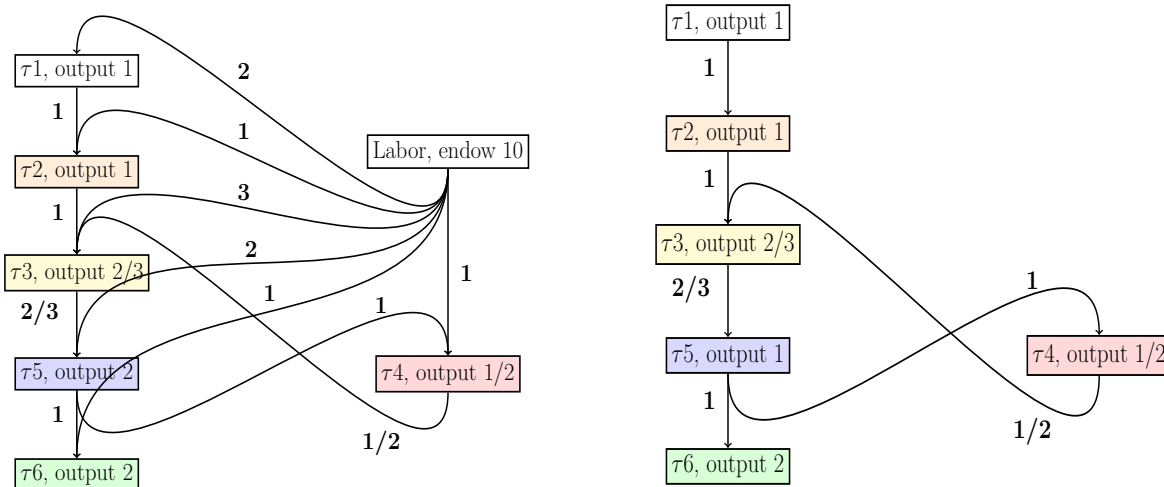 τ1, output 1
2
1
1
Labor, endow 10
τ2, output 1
1
3
2
τ3, output 2/3
1
2/3
1
1
τ5, output 2
τ4, output 1/2
1
1/2
τ6, output 2
τ1, output 1
1
τ2, output 1
1
τ3, output 2/3
2/3
1
τ5, output 1
τ4, output 1/2
1
1/2
τ6, output 2